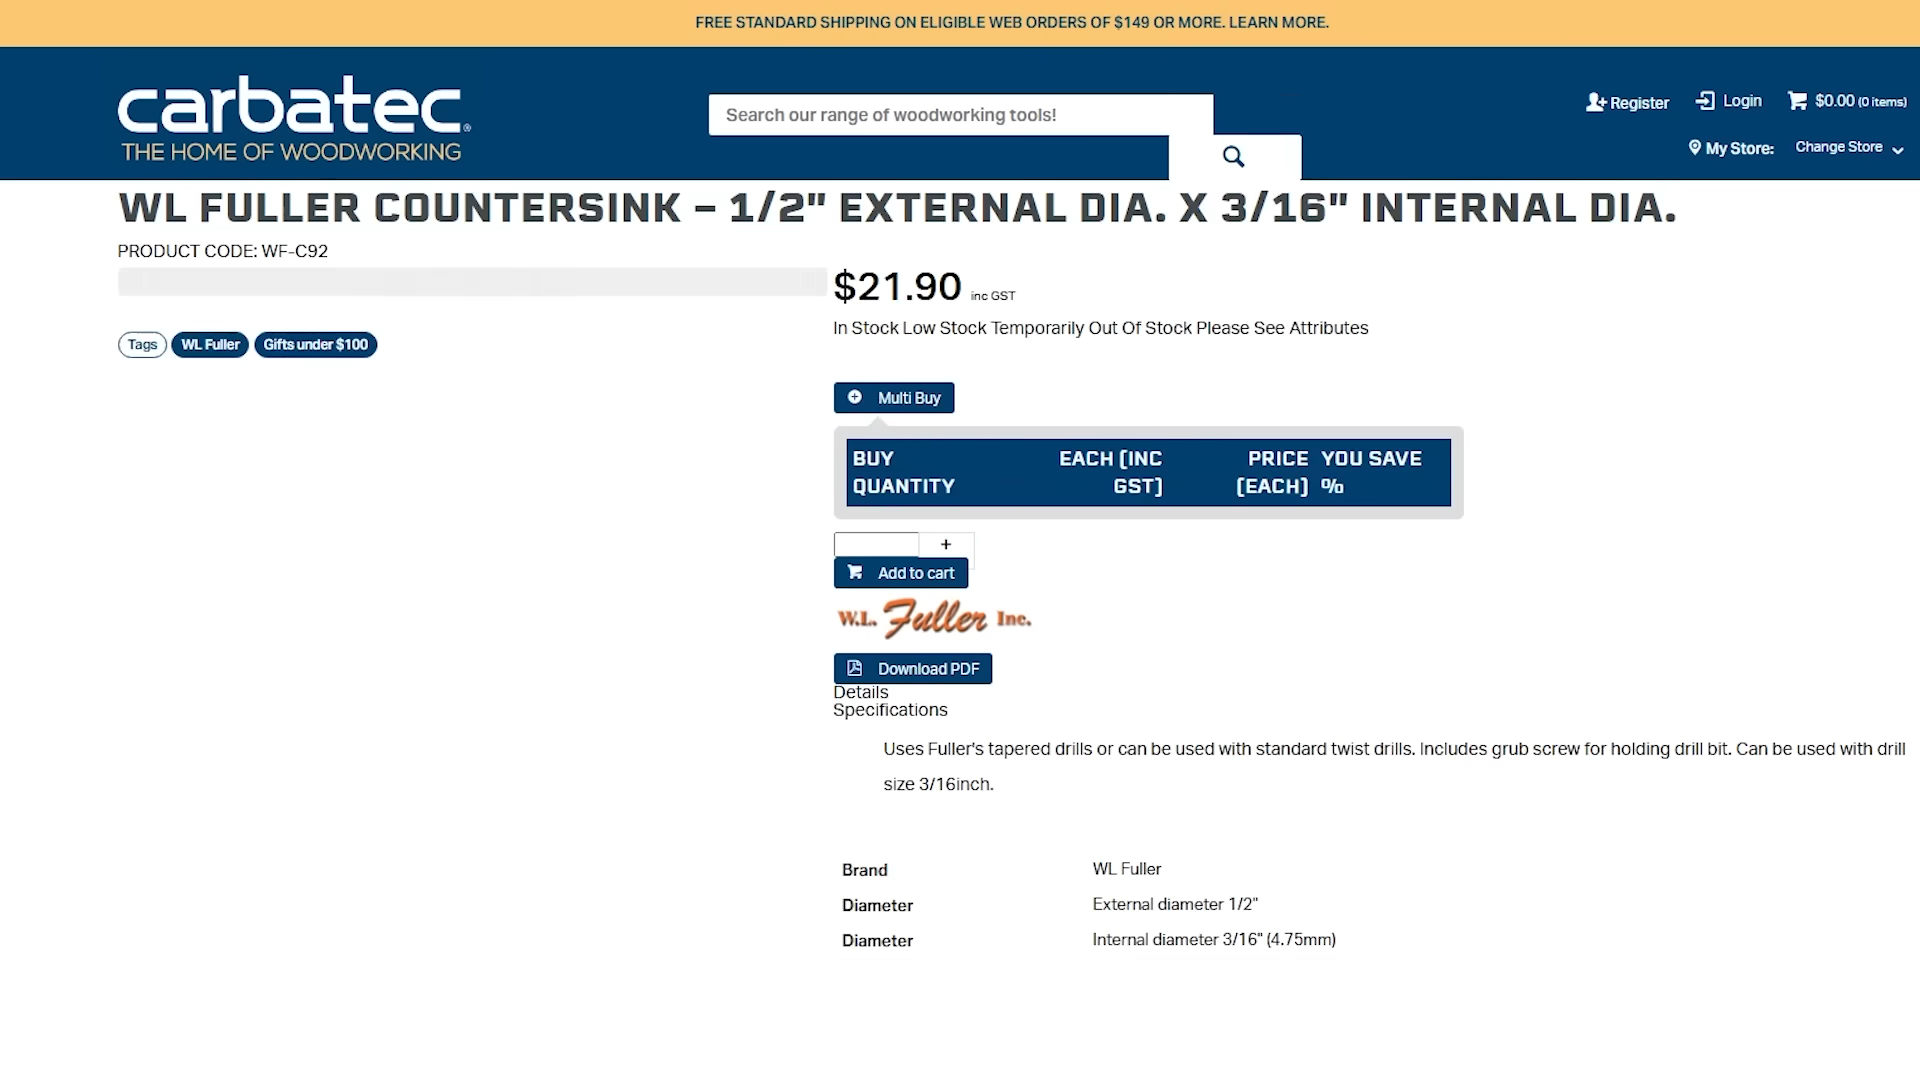 FREE STANDARD SHIPPING ON ELIGIBLE WEB ORDERS OF $149 OR MORE. LEARN MORE.
carbatec®
THE HOME OF WOODWORKING
Search our range of woodworking tools!
Register
Login
$0.00 (0 items)
My Store:
Change Store
WL FULLER COUNTERSINK – 1/2" EXTERNAL DIA. X 3/16" INTERNAL DIA.
PRODUCT CODE: WF-C92
$21.90 inc GST
In Stock Low Stock Temporarily Out Of Stock Please See Attributes
Tags
WL Fuller
Gifts under $100
Multi Buy
BUY QUANTITY
EACH [INC GST]
PRICE [EACH]
YOU SAVE %
+
Add to cart
W.L. Fuller Inc.
Download PDF
Details
Specifications
Uses Fuller's tapered drills or can be used with standard twist drills. Includes grub screw for holding drill bit. Can be used with drill
size 3/16inch.
Brand WL Fuller
Diameter External diameter 1/2"
Diameter Internal diameter 3/16" (4.75mm)